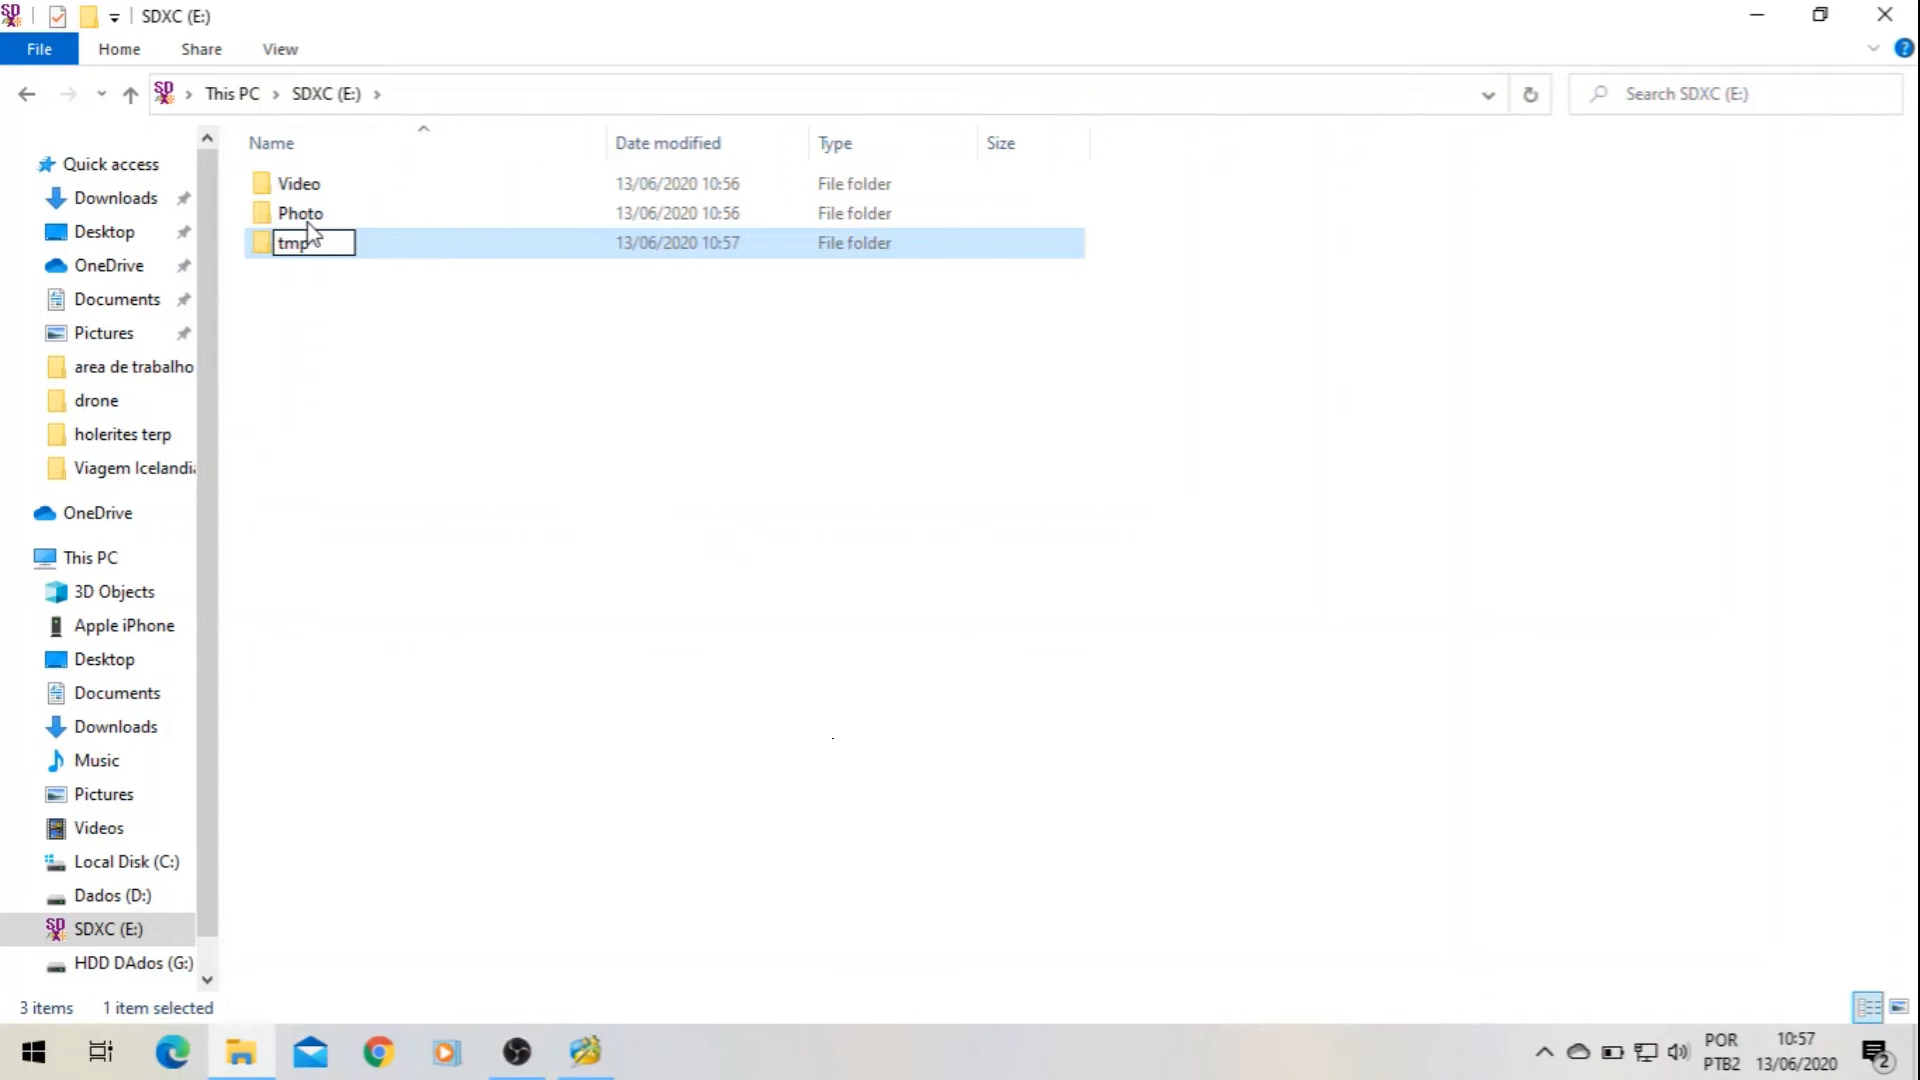 SDXC (E:)
File Home Share View
This PC SDXC (E:)
Search SDXC (E:)
Name Date modified Type Size
Quick access
Downloads
Desktop
OneDrive
Documents
Pictures
area de trabalho
drone
holerites terp
Viagem Icelandi
OneDrive
This PC
3D Objects
Apple iPhone
Desktop
Documents
Downloads
Music
Pictures
Videos
Local Disk (C:)
Dados (D:)
SDXC (E:)
HDD DAdos (G:)
Video 13/06/2020 10:56 File folder
Photo 13/06/2020 10:56 File folder
tmp 13/06/2020 10:57 File folder
3 items 1 item selected
POR
PTB2
10:57
13/06/2020
2